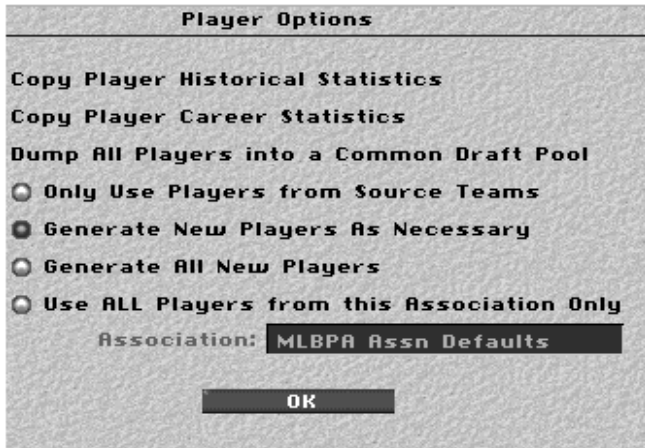 Player Options
Copy Player Historical Statistics
Copy Player Career Statistics
Dump All Players into a Common Draft Pool
Only Use Players from Source Teams
Generate New Players As Necessary
Generate All New Players
Use ALL Players from this Association Only
Association: MLBPA Assn Defaults
OK